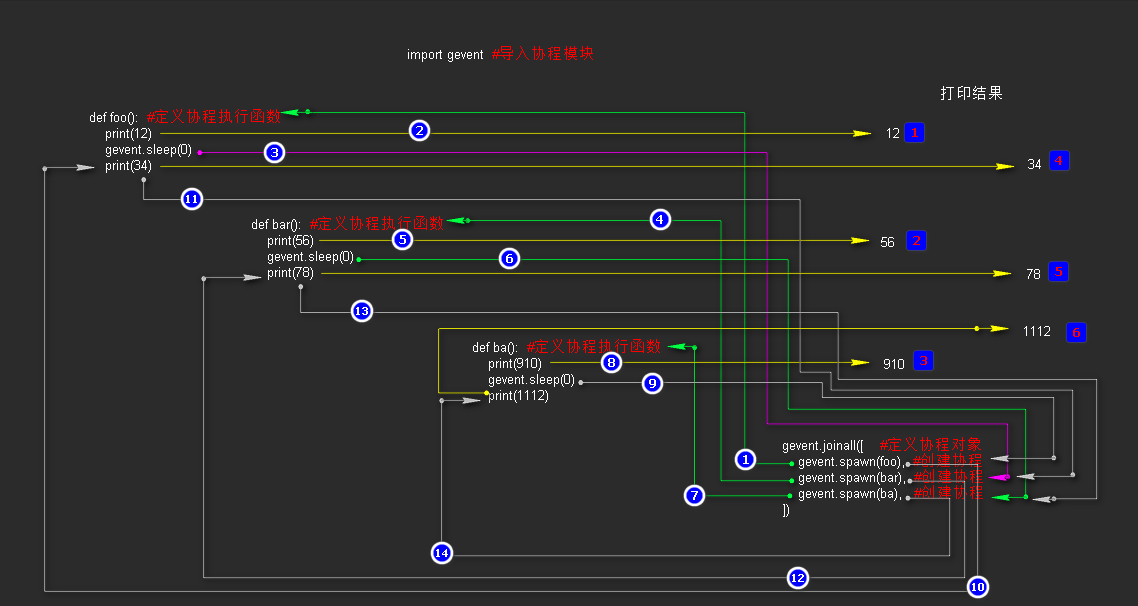 import gevent #导入协程模块
打印结果
def foo(): #定义协程执行函数
print(12) 2 12 1
gevent.sleep(0) 3
print(34) 34 4
11
def bar(): #定义协程执行函数 4
print(56) 5 56 2
gevent.sleep(0) 6
print(78) 78 5
13
1112 6
def ba(): #定义协程执行函数
print(910) 8 910 3
gevent.sleep(0) 9
print(1112)
gevent.joinall([ #定义协程对象
1 gevent.spawn(foo), #创建协程
gevent.spawn(bar), #创建协程
7 gevent.spawn(ba), #创建协程
])
14
12
10